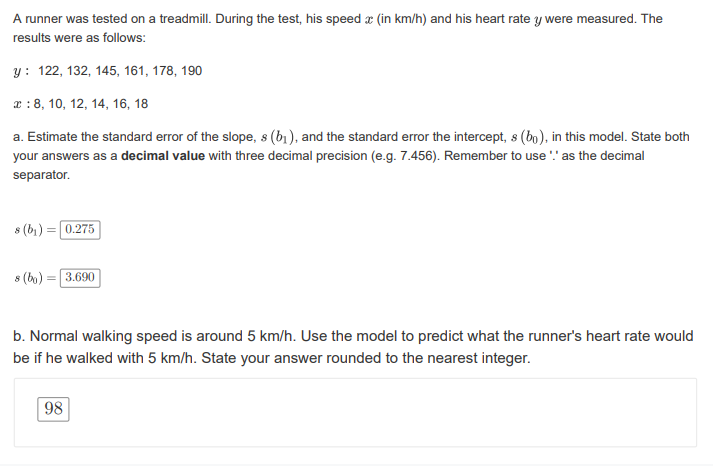 A runner was tested on a treadmill. During the test, his speed x (in km/h) and his heart rate y were measured. The
results were as follows:
y : 122, 132, 145, 161, 178, 190
x : 8, 10, 12, 14, 16, 18
a. Estimate the standard error of the slope, s (b₁), and the standard error the intercept, s (b₀), in this model. State both
your answers as a decimal value with three decimal precision (e.g. 7.456). Remember to use '.' as the decimal
separator.
s (b₁) = 0.275
s (b₀) = 3.690
b. Normal walking speed is around 5 km/h. Use the model to predict what the runner's heart rate would
be if he walked with 5 km/h. State your answer rounded to the nearest integer.
98